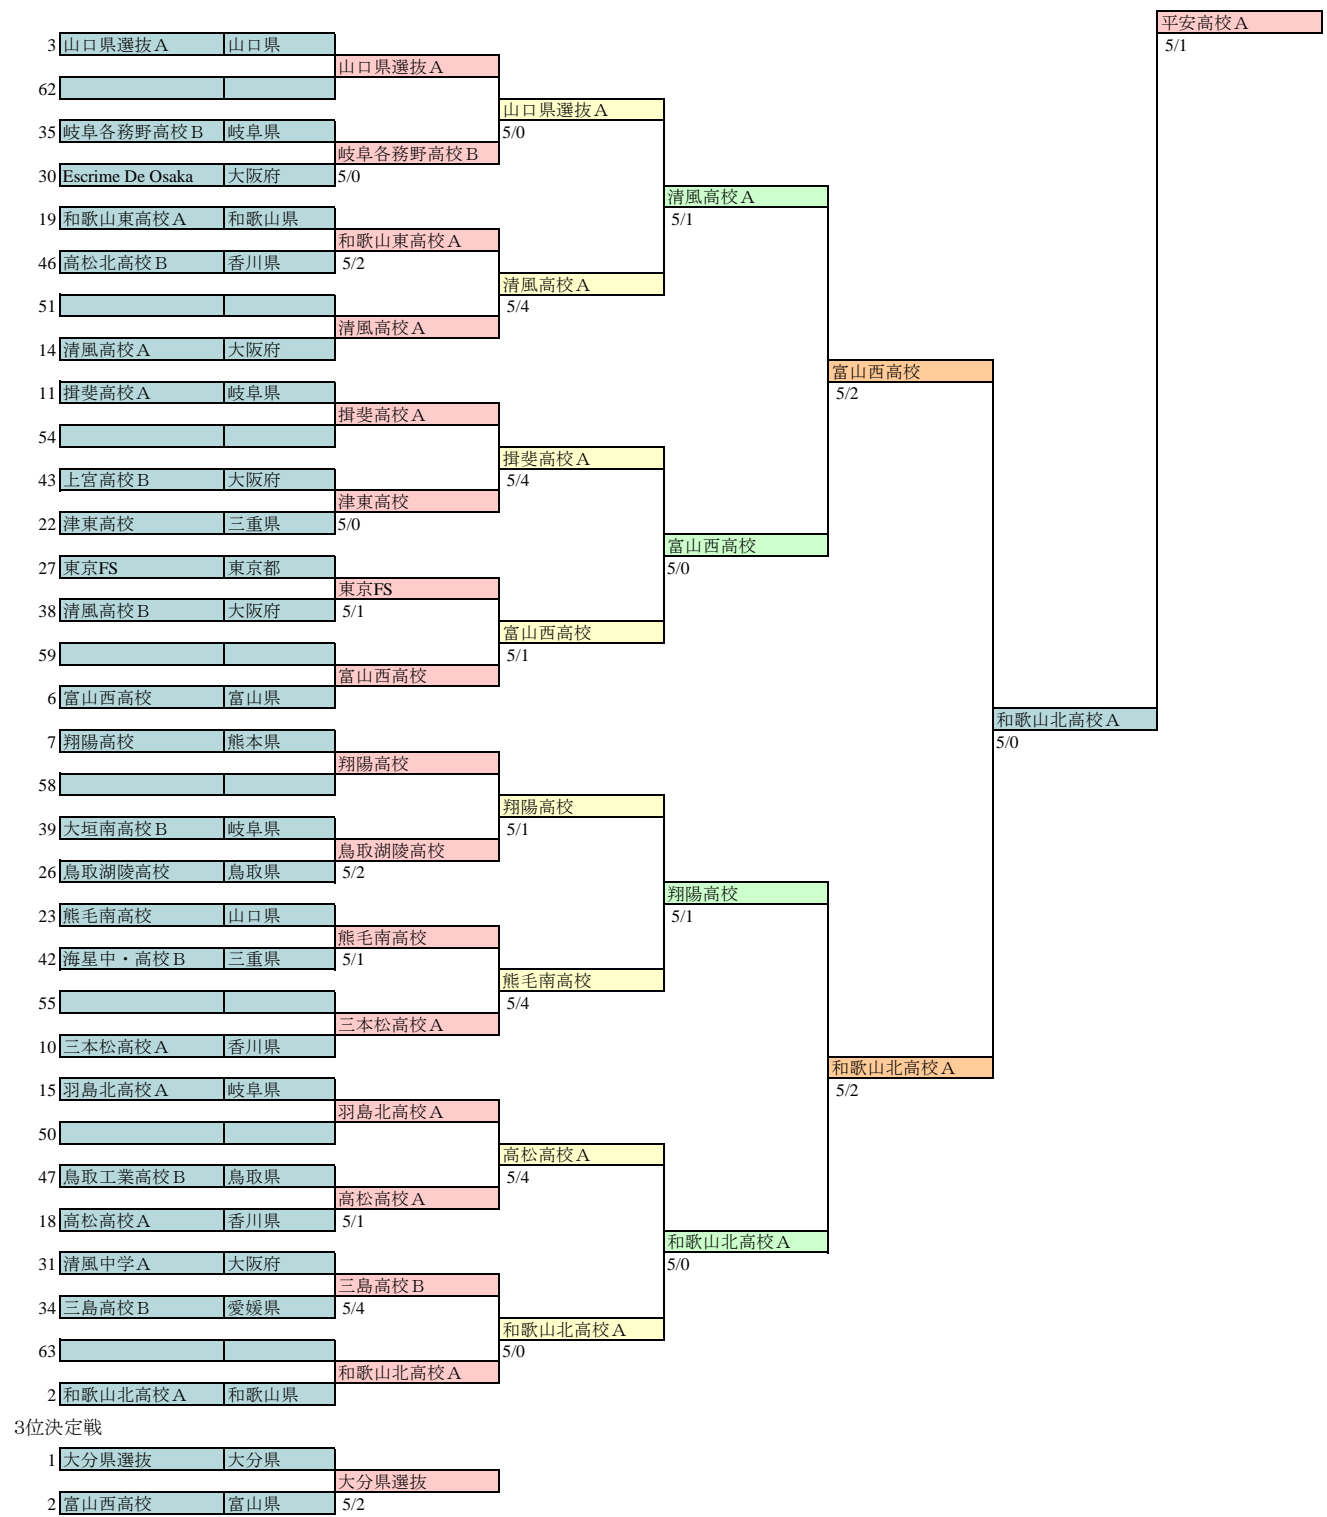 平安高校A
5/1
3 山口県選抜A 山口県
山口県選抜A
62
山口県選抜A
5/0
35 岐阜各務野高校B 岐阜県
岐阜各務野高校B
30 Escrime De Osaka 大阪府 5/0
清風高校A
5/1
19 和歌山東高校A 和歌山県
和歌山東高校A
46 高松北高校B 香川県 5/2
清風高校A
5/4
51
清風高校A
14 清風高校A 大阪府
富山西高校
5/2
11 揖斐高校A 岐阜県
揖斐高校A
54
揖斐高校A
5/4
43 上宮高校B 大阪府
津東高校
22 津東高校 三重県 5/0
富山西高校
5/0
27 東京FS 東京都
東京FS
38 清風高校B 大阪府 5/1
富山西高校
5/1
59
富山西高校
6 富山西高校 富山県
和歌山北高校A
5/0
7 翔陽高校 熊本県
翔陽高校
58
翔陽高校
5/1
39 大垣南高校B 岐阜県
鳥取湖陵高校
26 鳥取湖陵高校 鳥取県 5/2
翔陽高校
5/1
23 熊毛南高校 山口県
熊毛南高校
42 海星中・高校B 三重県 5/1
熊毛南高校
5/4
55
三本松高校A
10 三本松高校A 香川県
和歌山北高校A
5/2
15 羽島北高校A 岐阜県
羽島北高校A
50
高松高校A
5/4
47 鳥取工業高校B 鳥取県
高松高校A
18 高松高校A 香川県 5/1
和歌山北高校A
5/0
31 清風中学A 大阪府
三島高校B
34 三島高校B 愛媛県 5/4
和歌山北高校A
5/0
63
和歌山北高校A
2 和歌山北高校A 和歌山県
3位決定戦
1 大分県選抜 大分県
大分県選抜
2 富山西高校 富山県 5/2